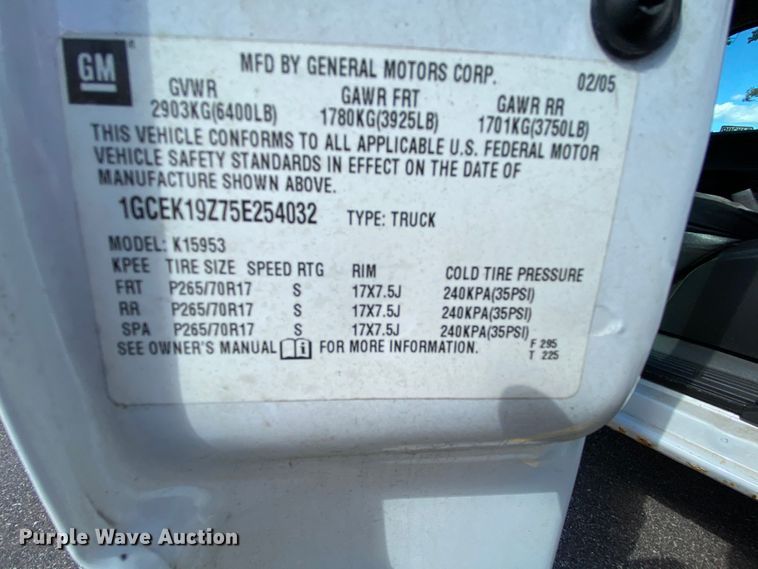 GM
MFD BY GENERAL MOTORS CORP. 02/05
GVWR GAWR FRT GAWR RR
2903KG(6400LB) 1780KG(3925LB) 1701KG(3750LB)
THIS VEHICLE CONFORMS TO ALL APPLICABLE U.S. FEDERAL MOTOR
VEHICLE SAFETY STANDARDS IN EFFECT ON THE DATE OF
MANUFACTURE SHOWN ABOVE.
1GCEK19Z75E254032 TYPE: TRUCK
MODEL: K15953
KPEE TIRE SIZE SPEED RTG RIM COLD TIRE PRESSURE
FRT P265/70R17 S 17X7.5J 240KPA(35PSI)
RR P265/70R17 S 17X7.5J 240KPA(35PSI)
SPA P265/70R17 S 17X7.5J 240KPA(35PSI)
SEE OWNER'S MANUAL i FOR MORE INFORMATION.
F 295
T 225
Purple Wave Auction